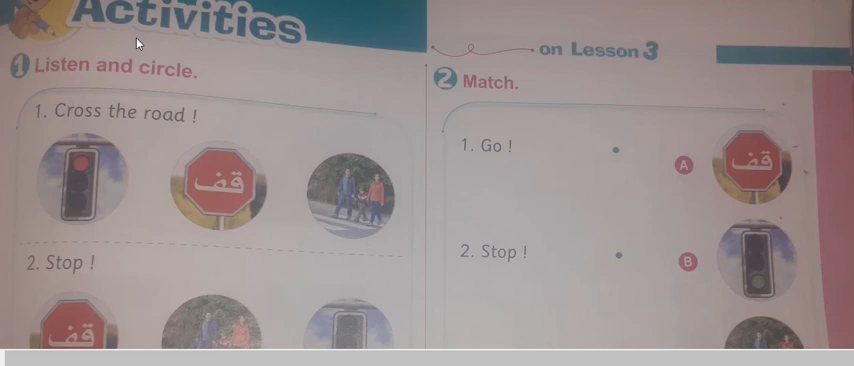 Activities
on Lesson 3
1 Listen and circle.
1. Cross the road !
قف
2. Stop !
قف
2 Match.
1. Go !
A
قف
2. Stop !
B